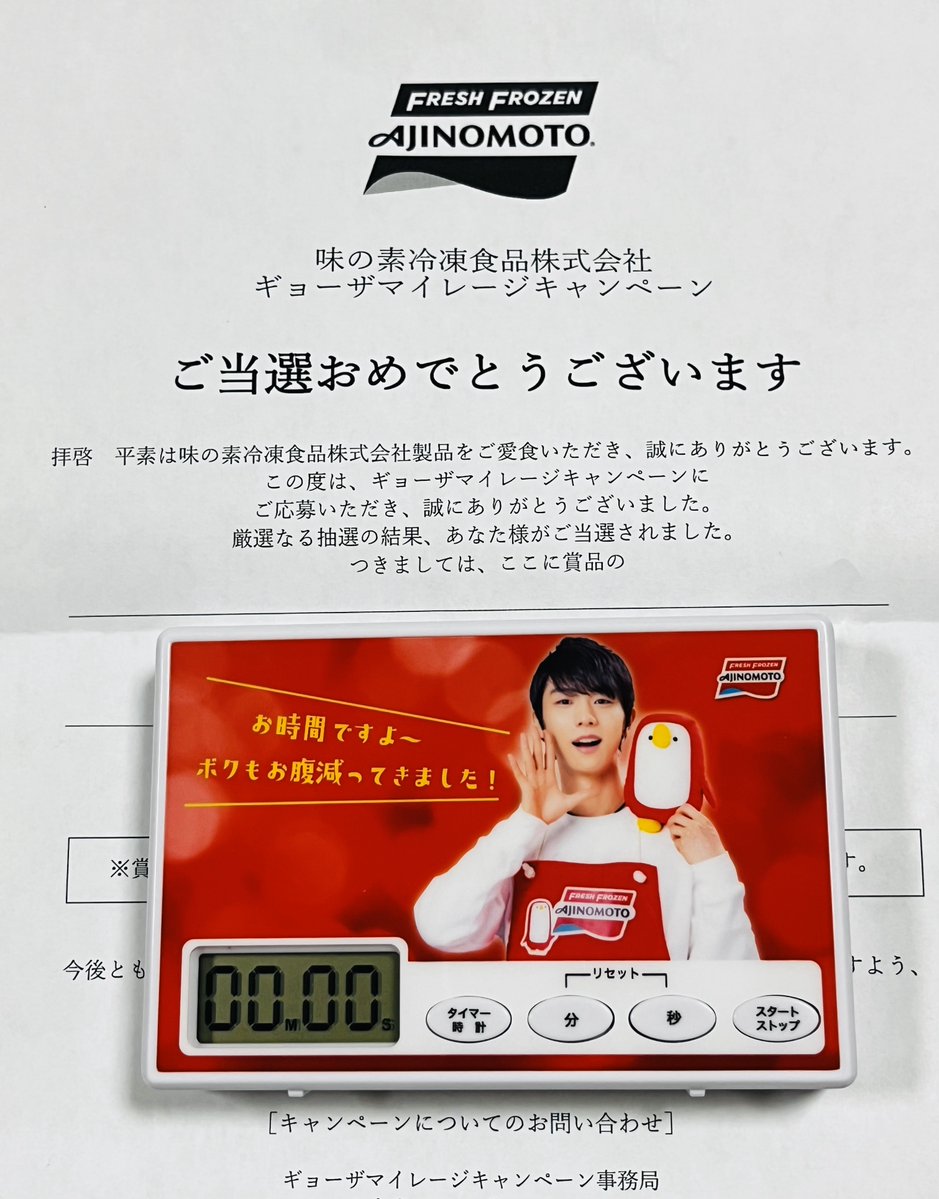 FRESH FROZEN
AJINOMOTO®
味の素冷凍食品株式会社
ギョーザマイレージキャンペーン
ご当選おめでとうございます
拝啓　平素は味の素冷凍食品株式会社製品をご愛食いただき、誠にありがとうございます。
この度は、ギョーザマイレージキャンペーンに
ご応募いただき、誠にありがとうございました。
厳選なる抽選の結果、あなた様がご当選されました。
つきましては、ここに賞品の
FRESH FROZEN
AJINOMOTO
お時間ですよ～
ボクもお腹減ってきました！
※賞
す。
FRESH FROZEN
AJINOMOTO
今後とも
すよう、
00M00S
リセット
タイマー
時計
分
秒
スタート
ストップ
［キャンペーンについてのお問い合わせ］
ギョーザマイレージキャンペーン事務局